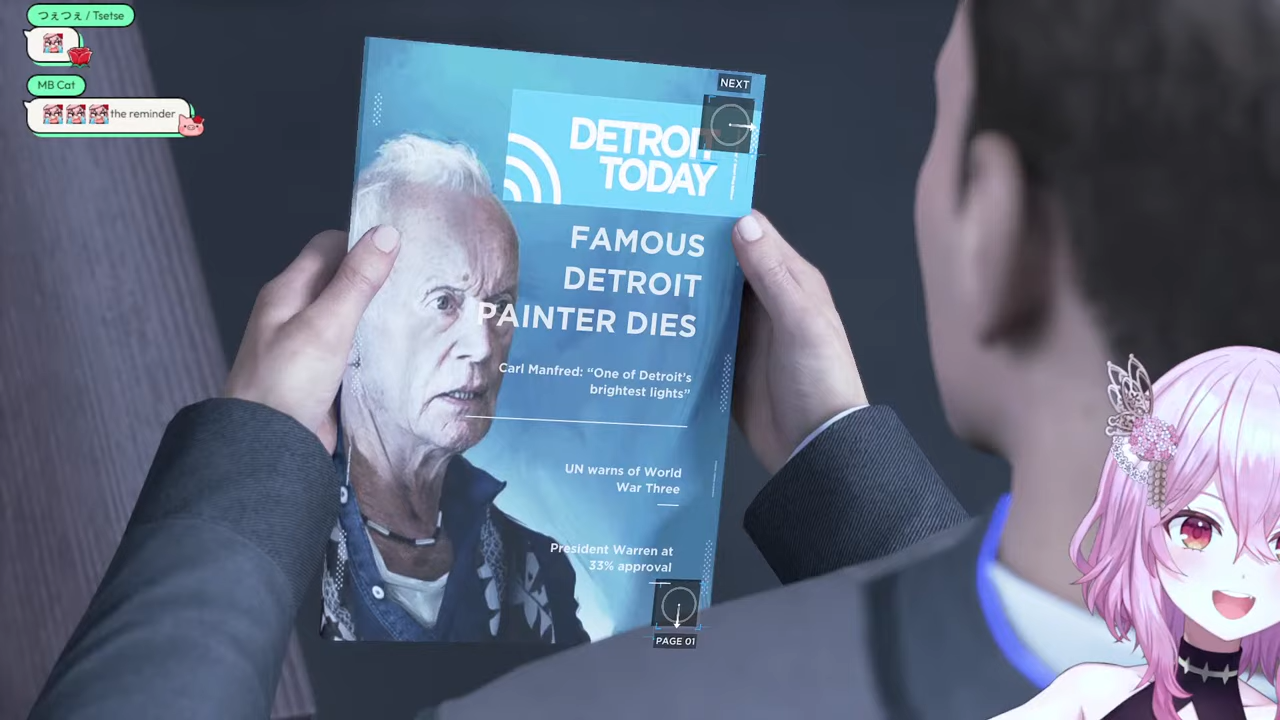 つぇつぇ / Tsetse
MB Cat
the reminder
NEXT
DETROIT
TODAY
FAMOUS
DETROIT
PAINTER DIES
Carl Manfred: “One of Detroit’s
brightest lights”
UN warns of World
War Three
President Warren at
33% approval
PAGE 01